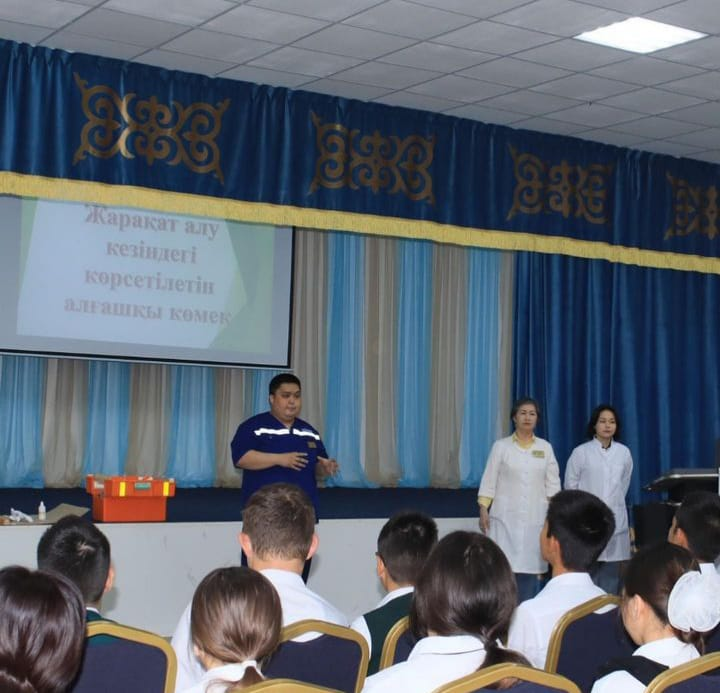 Жарақат алу
кезіндегі
көрсетілетін
алғашқы көмек